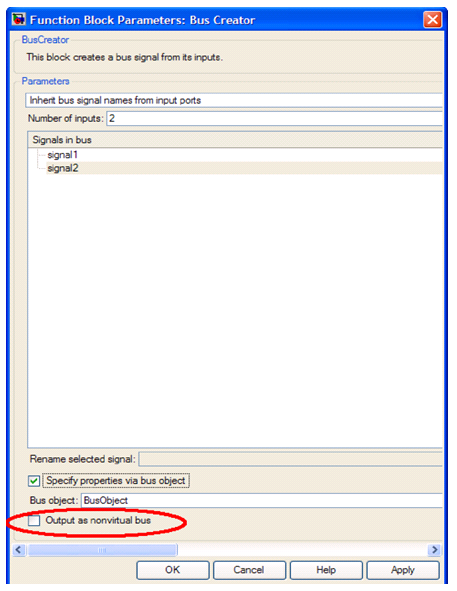 Function Block Parameters: Bus Creator
BusCreator
This block creates a bus signal from its inputs.
Parameters
Inherit bus signal names from input ports
Number of inputs: 2
Signals in bus
signal1
signal2
Rename selected signal:
Specify properties via bus object
Bus object: BusObject
Output as nonvirtual bus
OK Cancel Help Apply